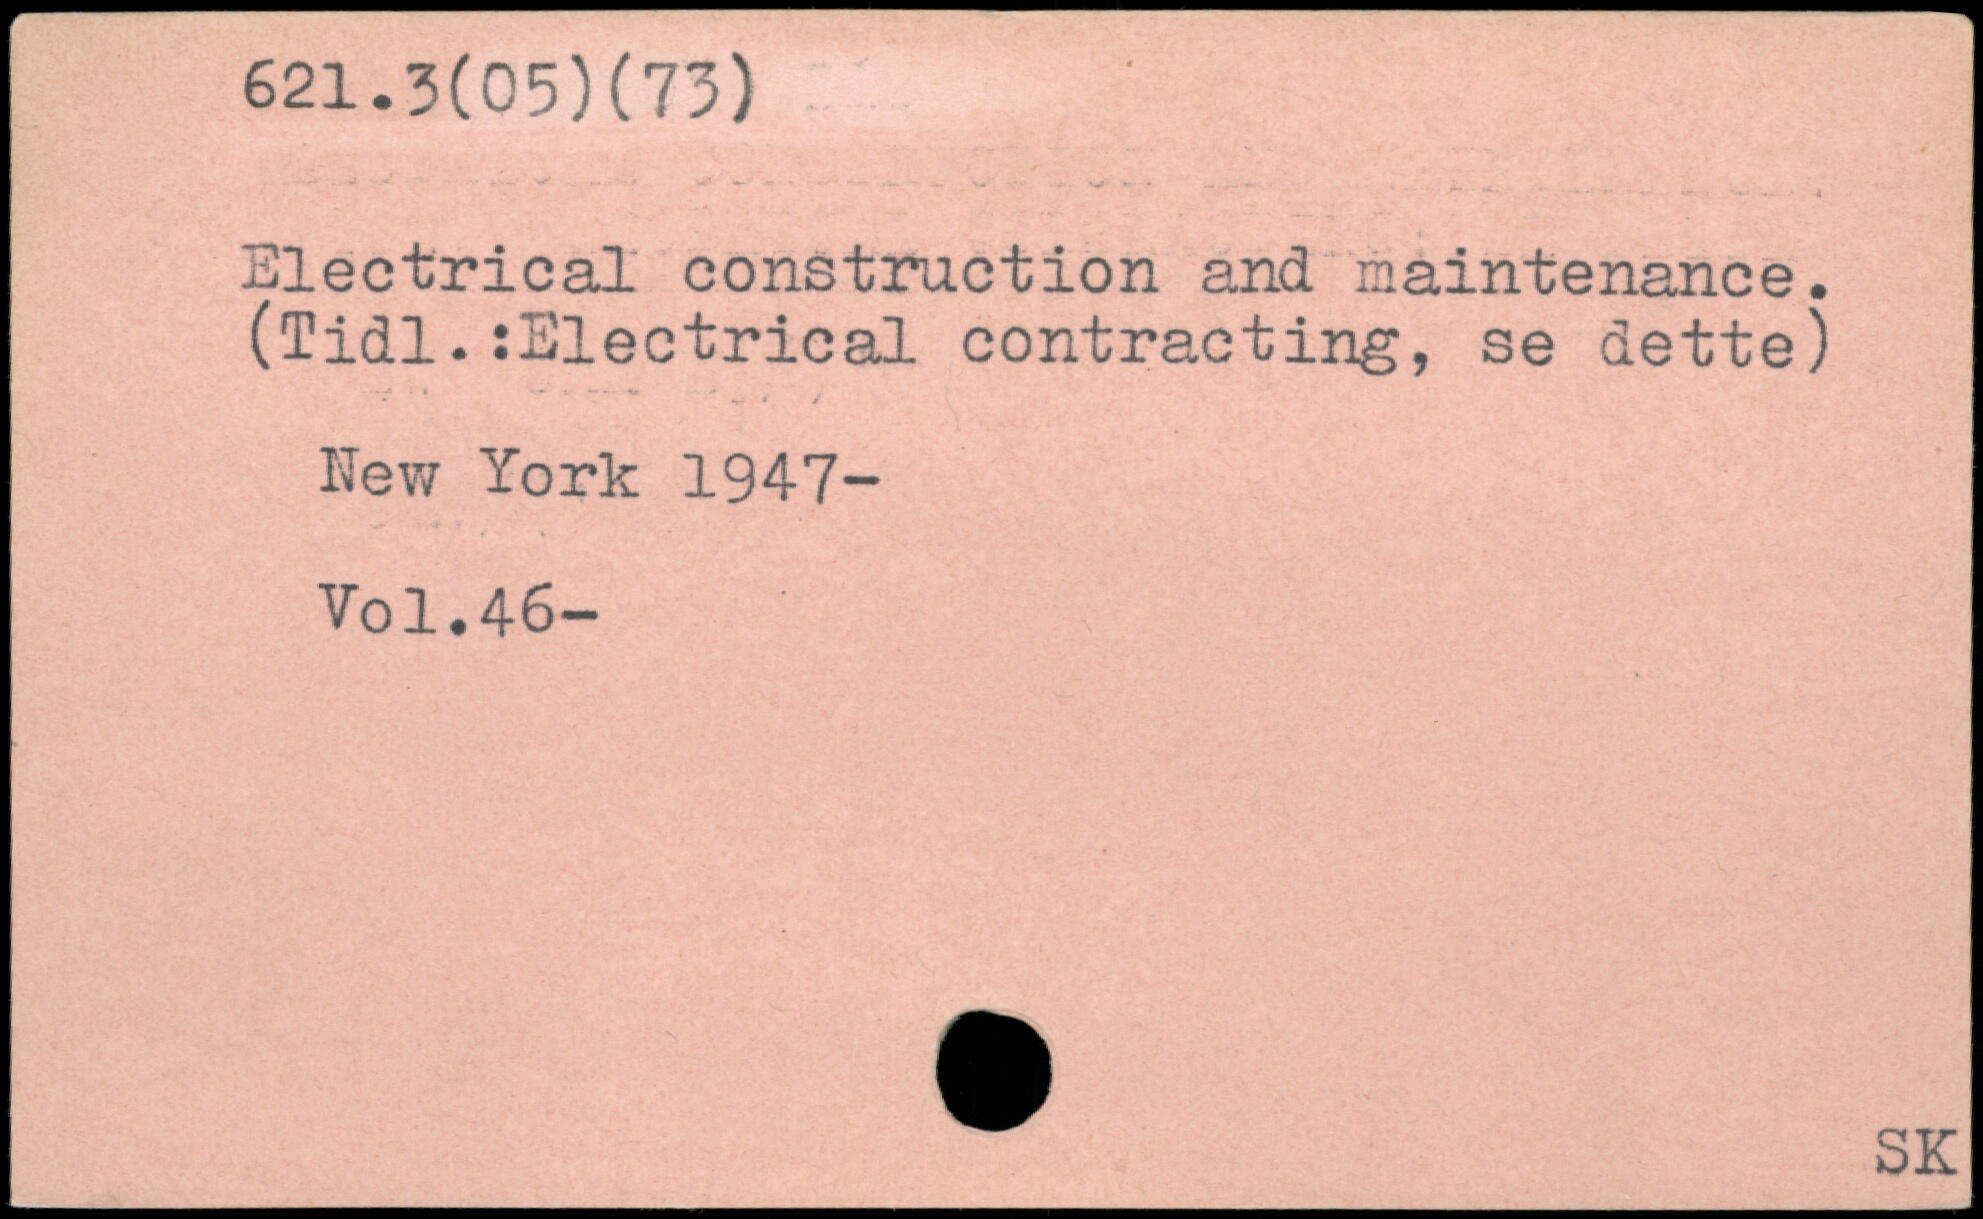 621.3(05)(73)
Electrical construction and maintenance.
(Tidl.:Electrical contracting, se dette)
New York 1947-
Vol.46-
SK